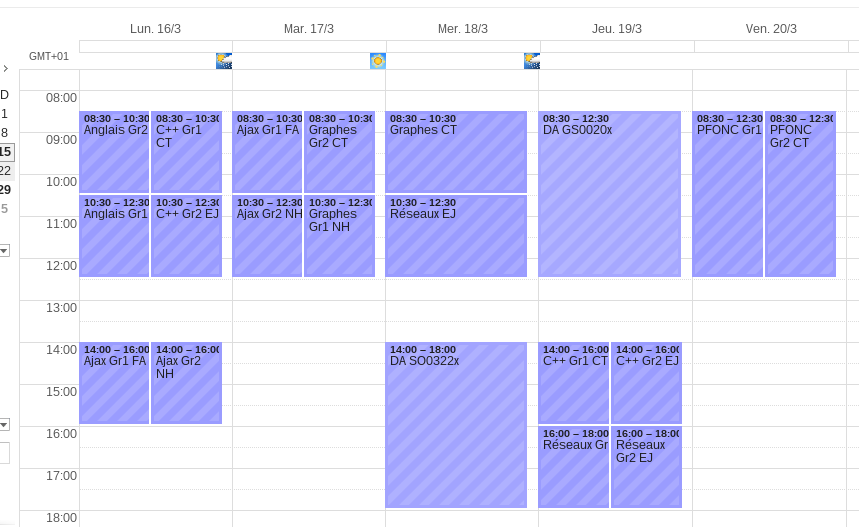 Lun. 16/3
Mar. 17/3
Mer. 18/3
Jeu. 19/3
Ven. 20/3
GMT+01
D
1
8
15
22
29
5
08:00
09:00
10:00
11:00
12:00
13:00
14:00
15:00
16:00
17:00
18:00
08:30 – 10:30
Anglais Gr2
08:30 – 10:30
C++ Gr1
CT
10:30 – 12:30
Anglais Gr1
10:30 – 12:30
C++ Gr2 EJ
14:00 – 16:00
Ajax Gr1 FA
14:00 – 16:00
Ajax Gr2
NH
08:30 – 10:30
Ajax Gr1 FA
08:30 – 10:30
Graphes
Gr2 CT
10:30 – 12:30
Ajax Gr2 NH
10:30 – 12:30
Graphes
Gr1 NH
08:30 – 10:30
Graphes CT
10:30 – 12:30
Réseaux EJ
14:00 – 18:00
DA SO0322x
08:30 – 12:30
DA GS0020x
14:00 – 16:00
C++ Gr1 CT
14:00 – 16:00
C++ Gr2 EJ
16:00 – 18:00
Réseaux Gr
16:00 – 18:00
Réseaux
Gr2 EJ
08:30 – 12:30
PFONC Gr1
08:30 – 12:30
PFONC
Gr2 CT